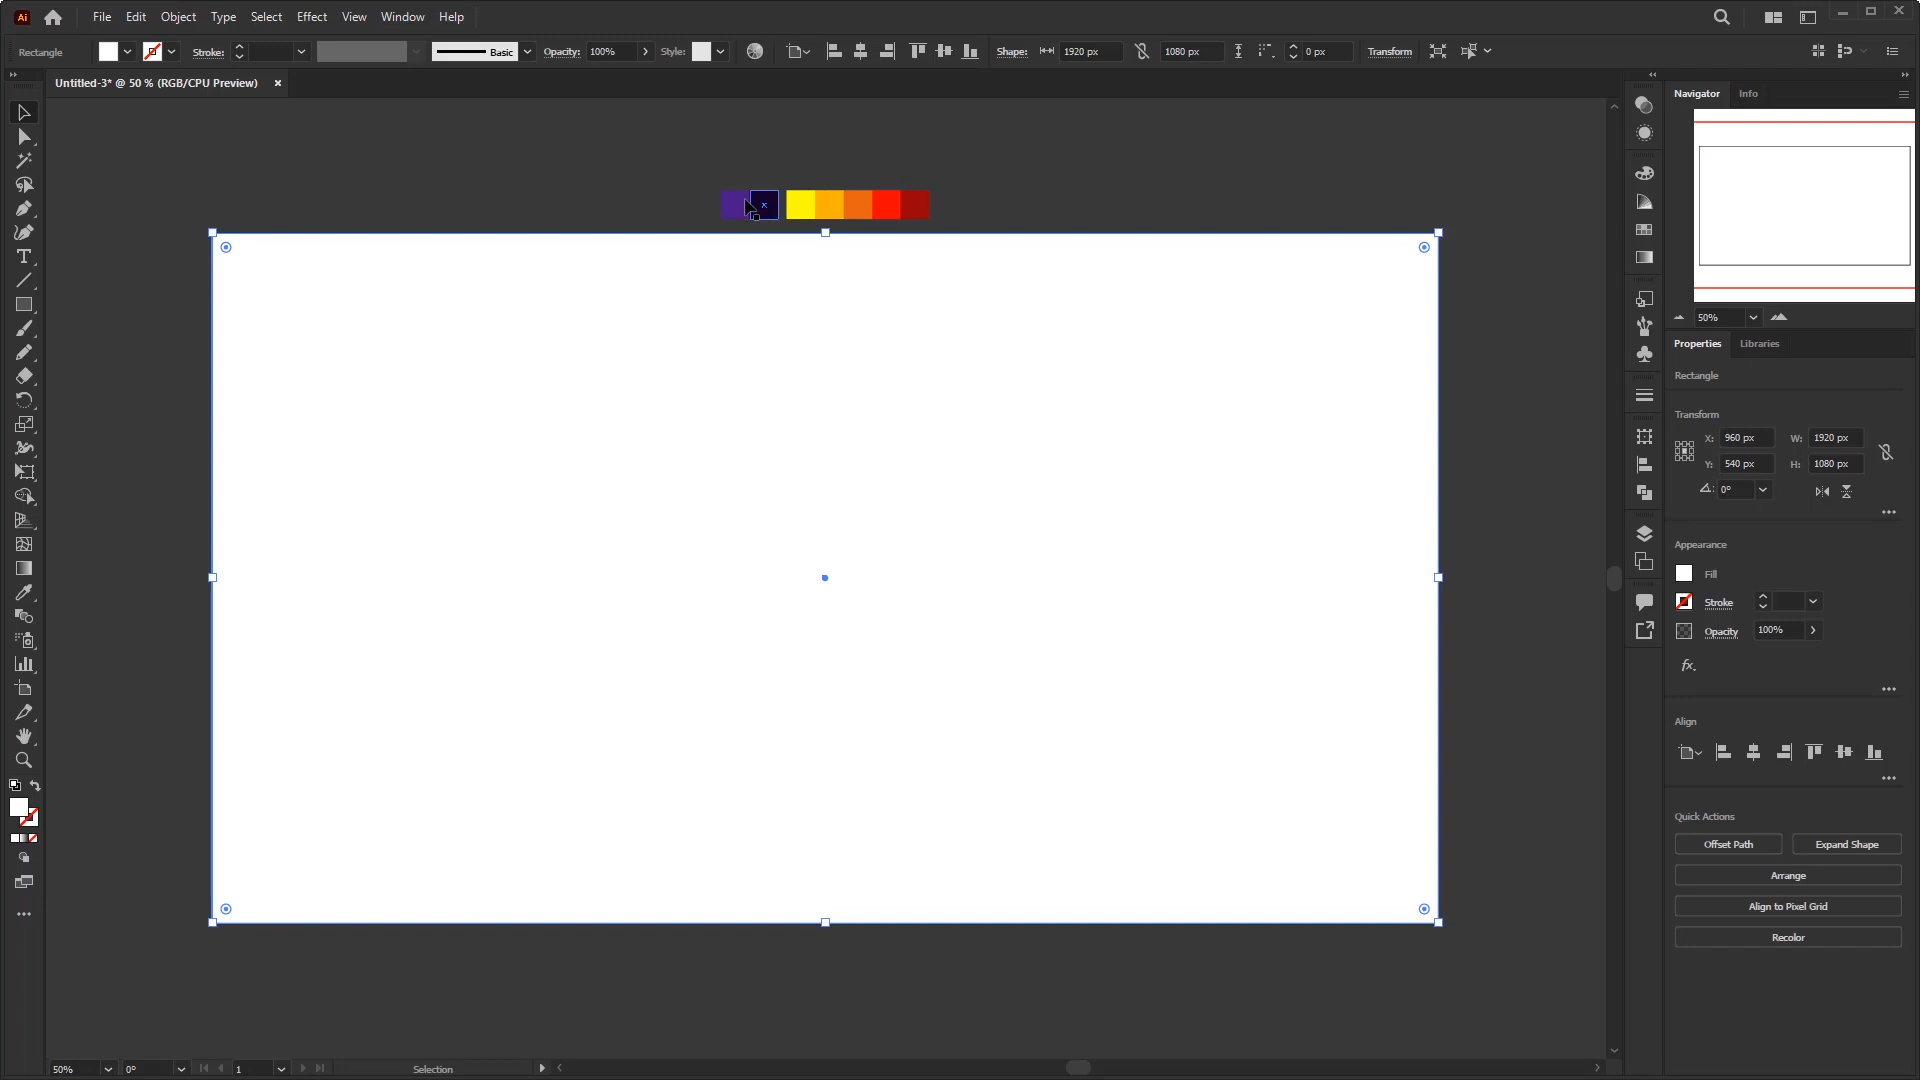 Ai File Edit Object Type Select Effect View Window Help
Rectangle Stroke: Basic Opacity: 100% Style: Shape: 1920 px 1080 px 0 px Transform
Untitled-3* @ 50 % (RGB/CPU Preview) ×
Navigator Info
50%
Properties Libraries
Rectangle
Transform
X: 960 px W: 1920 px
Y: 540 px H: 1080 px
0°
Appearance
Fill
Stroke
Opacity 100%
fx.
Align
Quick Actions
Offset Path Expand Shape
Arrange
Align to Pixel Grid
Recolor
50% 0° 1 Selection